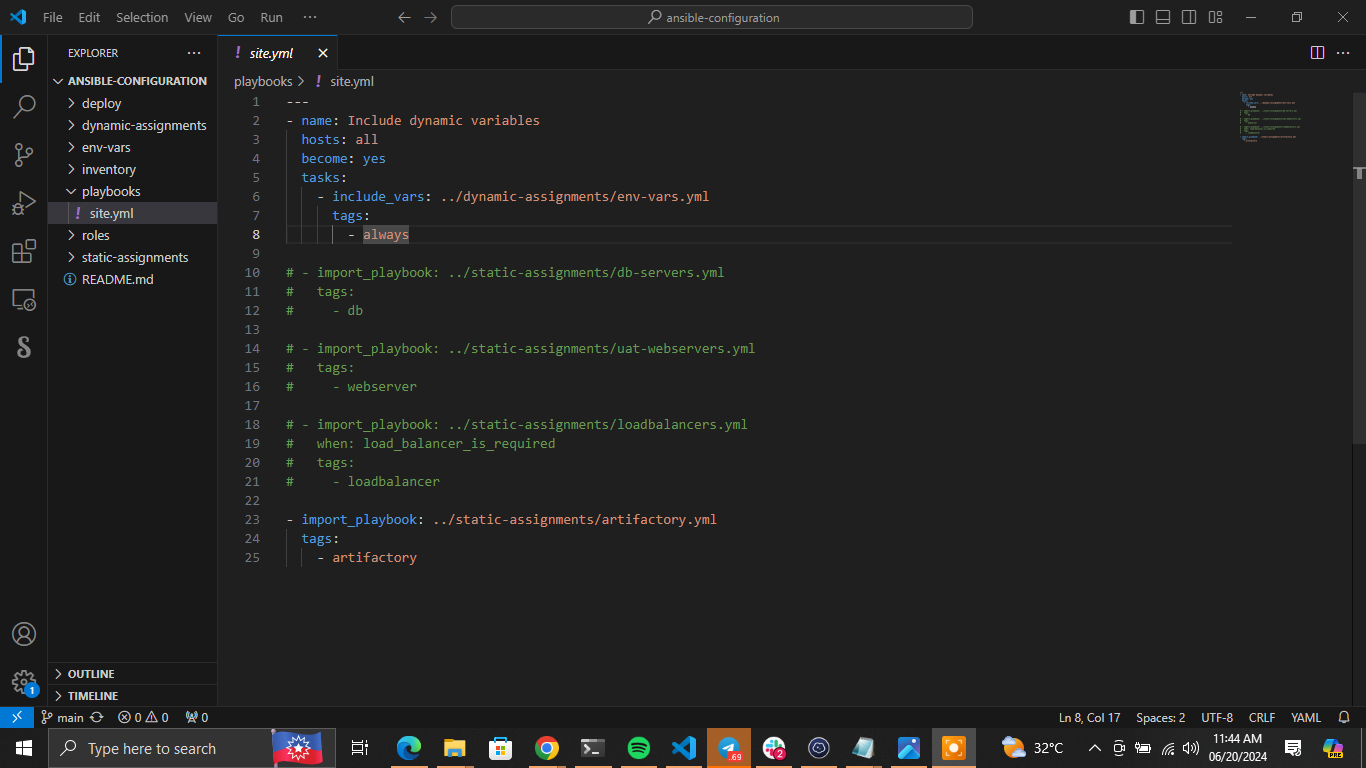 File Edit Selection View Go Run ···
ansible-configuration
EXPLORER
site.yml
ANSIBLE-CONFIGURATION
deploy
dynamic-assignments
env-vars
inventory
playbooks
site.yml
roles
static-assignments
README.md
OUTLINE
TIMELINE
playbooks > site.yml
1 ---
2 - name: Include dynamic variables
3 hosts: all
4 become: yes
5 tasks:
6 - include_vars: ../dynamic-assignments/env-vars.yml
7 tags:
8 - always
9
10 # - import_playbook: ../static-assignments/db-servers.yml
11 # tags:
12 # - db
13
14 # - import_playbook: ../static-assignments/uat-webservers.yml
15 # tags:
16 # - webserver
17
18 # - import_playbook: ../static-assignments/loadbalancers.yml
19 # when: load_balancer_is_required
20 # tags:
21 # - loadbalancer
22
23 - import_playbook: ../static-assignments/artifactory.yml
24 tags:
25 - artifactory
1
main 0 0 0 Ln 8, Col 17 Spaces: 2 UTF-8 CRLF YAML
Type here to search
.69
2
32°C
11:44 AM
06/20/2024
PRE